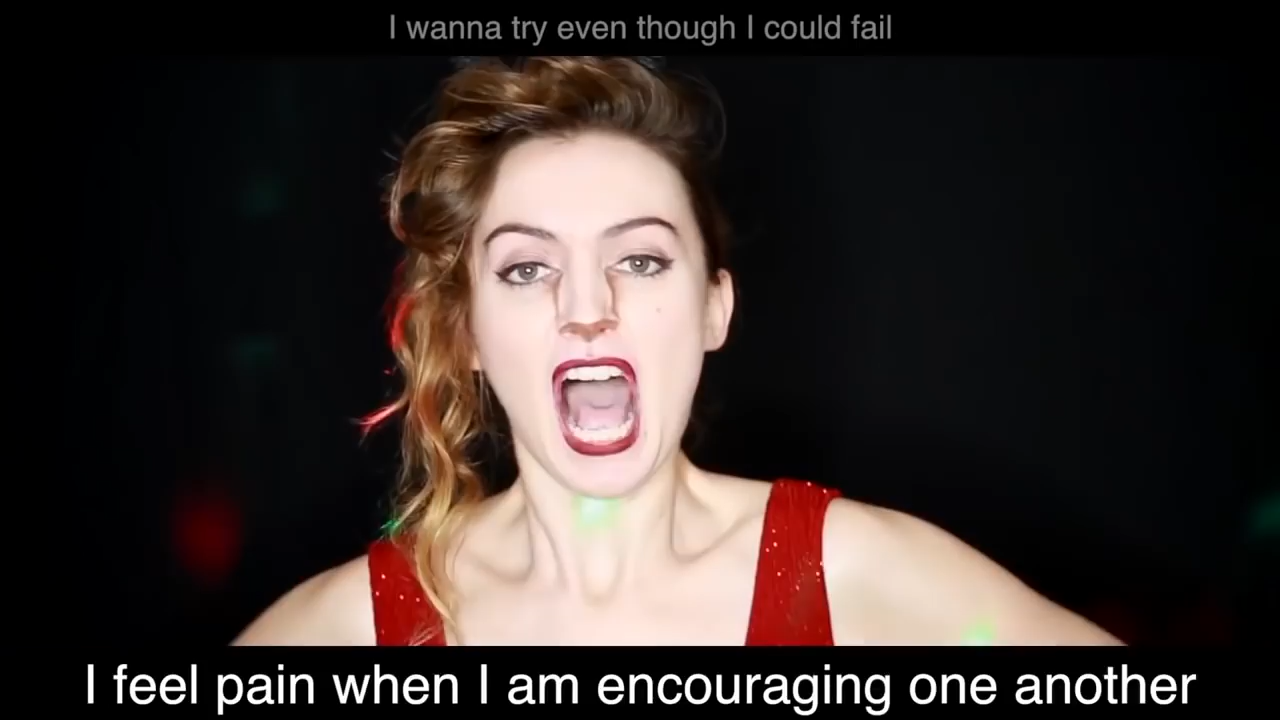 I wanna try even though I could fail
I feel pain when I am encouraging one another